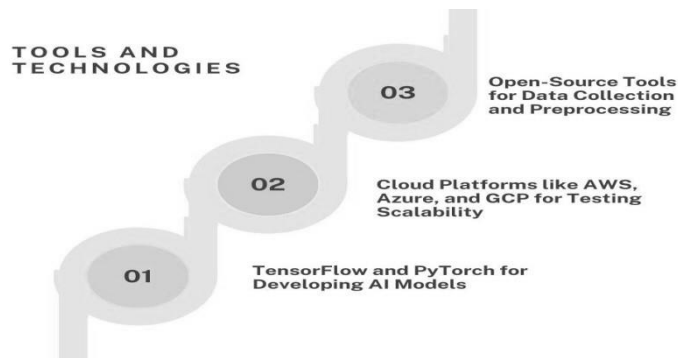 TOOLS AND
TECHNOLOGIES
03
Open-Source Tools
for Data Collection
and Preprocessing
02
Cloud Platforms like AWS,
Azure, and GCP for Testing
Scalability
01
TensorFlow and PyTorch for
Developing AI Models